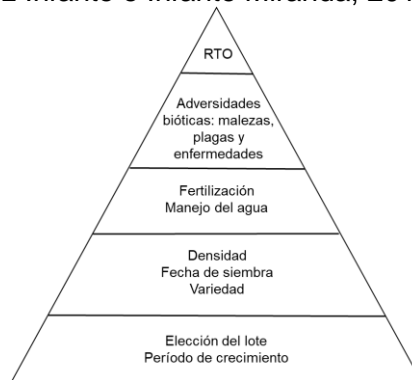 RTO
Adversidades
bióticas: malezas,
plagas y
enfermedades
Fertilización
Manejo del agua
Densidad
Fecha de siembra
Variedad
Elección del lote
Período de crecimiento